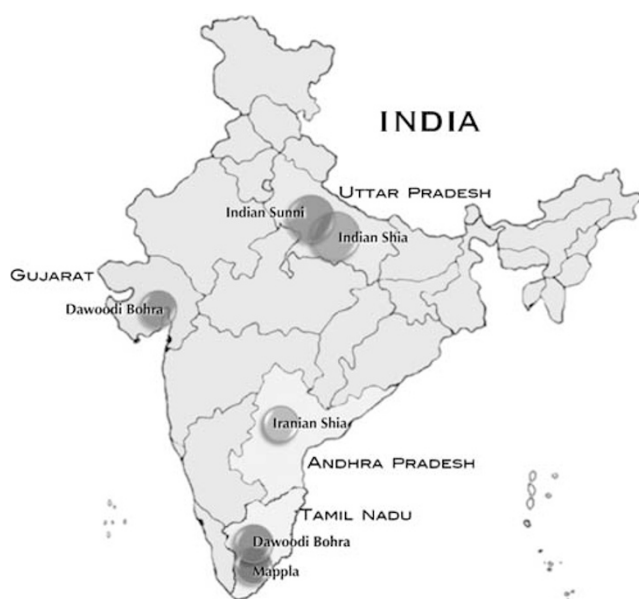 INDIA
UTTAR PRADESH
Indian Sunni
Indian Shia
GUJARAT
Dawoodi Bohra
Iranian Shia
ANDHRA PRADESH
TAMIL NADU
Dawoodi Bohra
Mappla